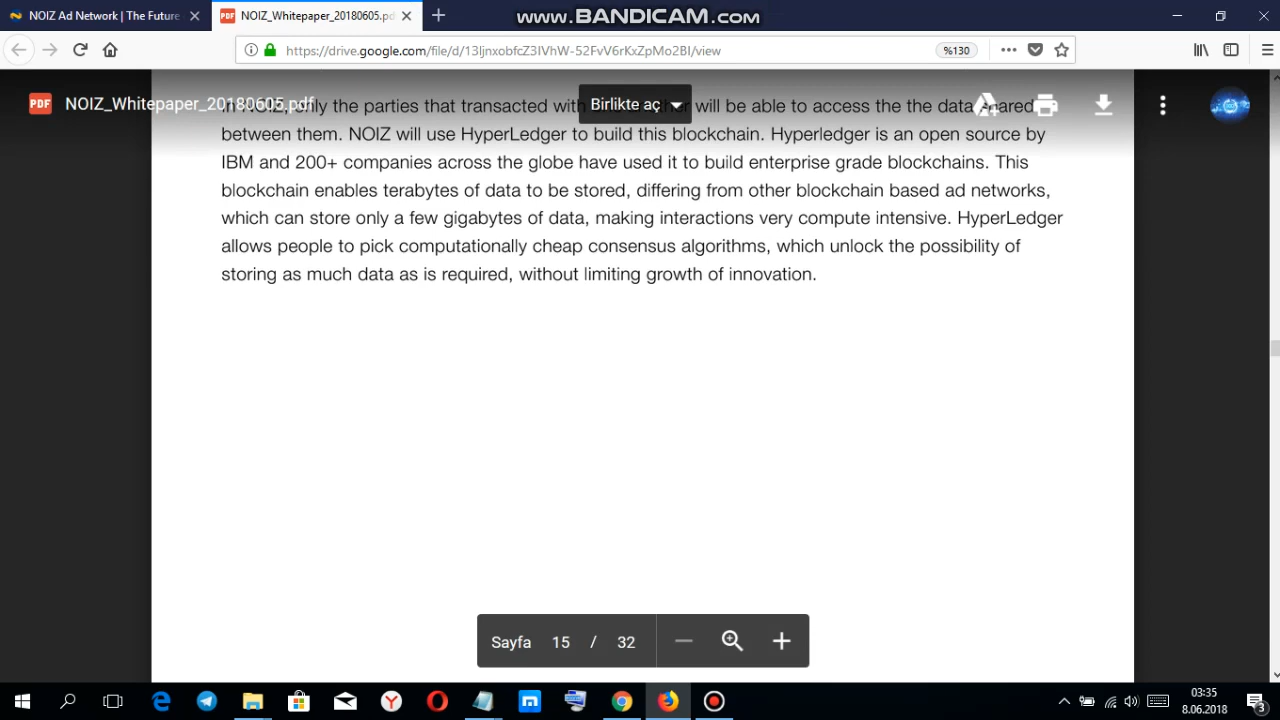 NOIZ Ad Network | The Future
NOIZ_Whitepaper_20180605.pd
www.BANDICAM.com
https://drive.google.com/file/d/13ljnxobfcZ3IVhW-52FvV6rKxZpMo2BI/view
%130
PDF NOIZ_Whitepaper_20180605.pdf
Birlikte aç
only the parties that transacted with will be able to access the the data shared
between them. NOIZ will use HyperLedger to build this blockchain. Hyperledger is an open source by
IBM and 200+ companies across the globe have used it to build enterprise grade blockchains. This
blockchain enables terabytes of data to be stored, differing from other blockchain based ad networks,
which can store only a few gigabytes of data, making interactions very compute intensive. HyperLedger
allows people to pick computationally cheap consensus algorithms, which unlock the possibility of
storing as much data as is required, without limiting growth of innovation.
Sayfa 15 / 32
03:35
8.06.2018
3